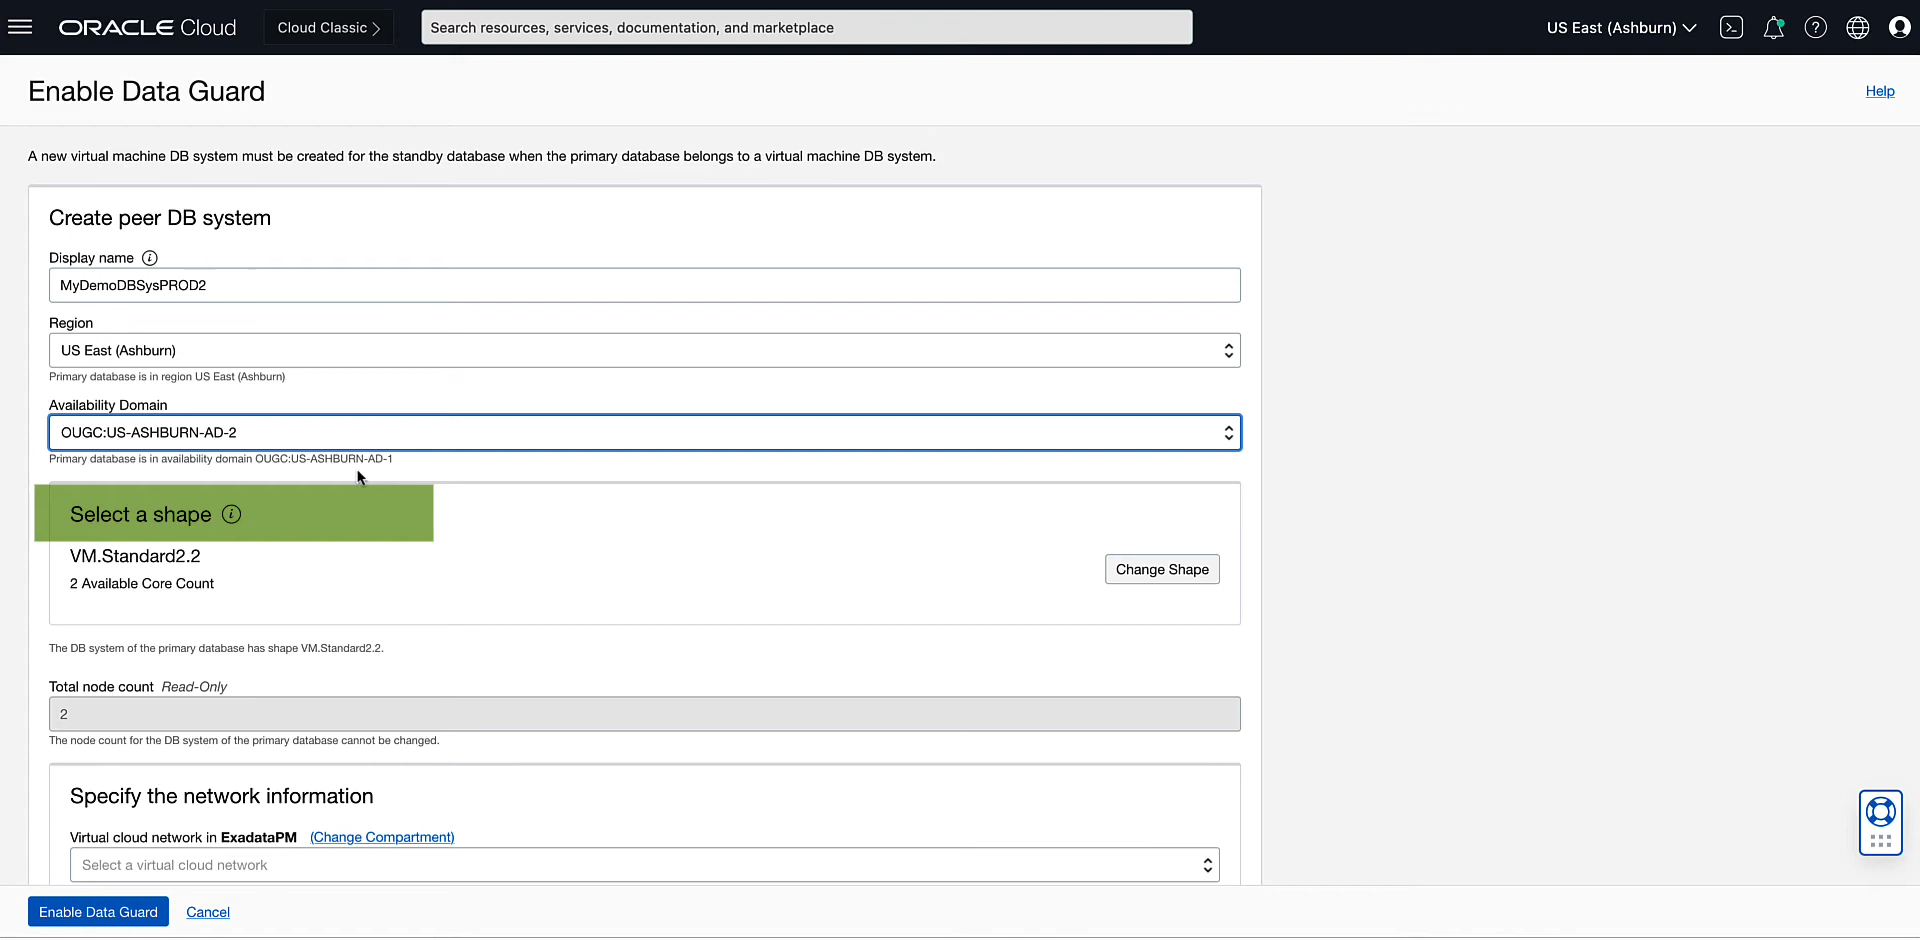 ORACLE Cloud
Cloud Classic
Search resources, services, documentation, and marketplace
US East (Ashburn)
Enable Data Guard
Help
A new virtual machine DB system must be created for the standby database when the primary database belongs to a virtual machine DB system.
Create peer DB system
Display name
MyDemoDBSysPROD2
Region
US East (Ashburn)
Primary database is in region US East (Ashburn)
Availability Domain
OUGC:US-ASHBURN-AD-2
Primary database is in availability domain OUGC:US-ASHBURN-AD-1
Select a shape
VM.Standard2.2
2 Available Core Count
Change Shape
The DB system of the primary database has shape VM.Standard2.2.
Total node count Read-Only
2
The node count for the DB system of the primary database cannot be changed.
Specify the network information
Virtual cloud network in ExadataPM (Change Compartment)
Select a virtual cloud network
Enable Data Guard
Cancel